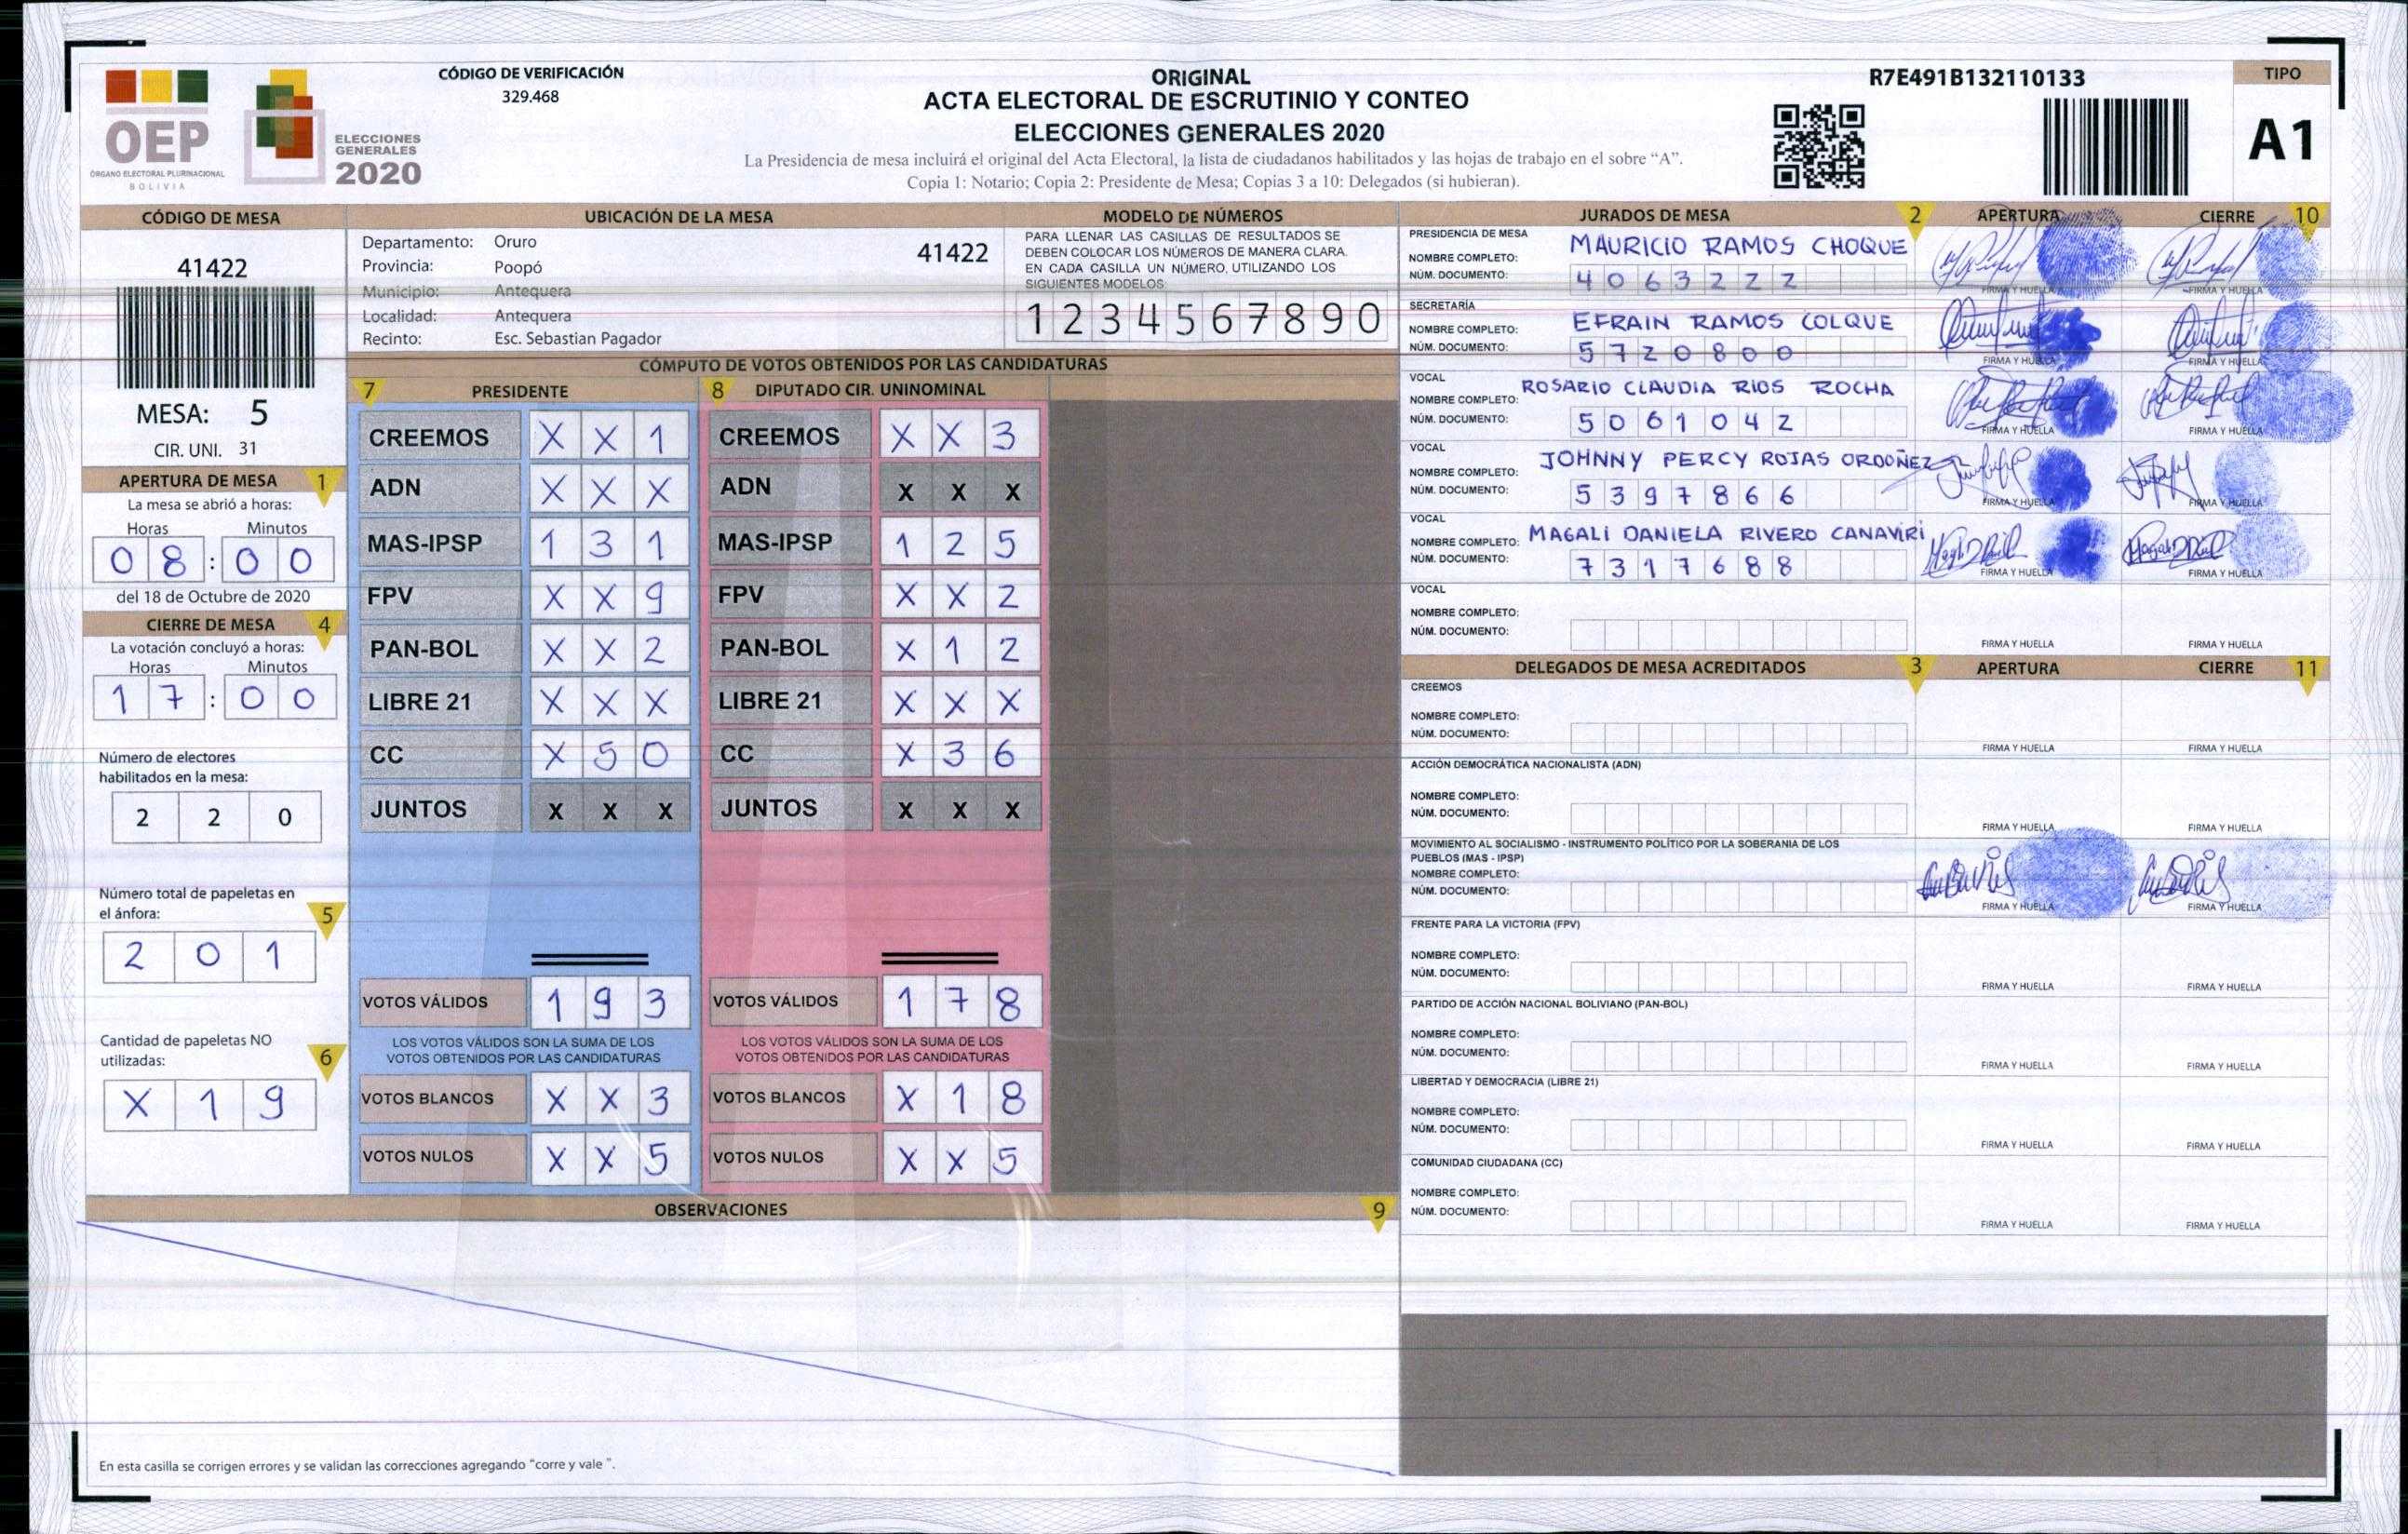 CÓDIGO DE VERIFICACIÓN
329.468
OEP
ÓRGANO ELECTORAL PLURINACIONAL
BOLIVIA
ELECCIONES
GENERALES
2020
ORIGINAL
ACTA ELECTORAL DE ESCRUTINIO Y CONTEO
ELECCIONES GENERALES 2020
La Presidencia de mesa incluirá el original del Acta Electoral, la lista de ciudadanos habilitados y las hojas de trabajo en el sobre “A”.
Copia 1: Notario; Copia 2: Presidente de Mesa; Copias 3 a 10: Delegados (si hubieran).
R7E491B132110133
TIPO
A1
CÓDIGO DE MESA
41422
MESA: 5
CIR. UNI. 31
APERTURA DE MESA 1
La mesa se abrió a horas:
Horas Minutos
0 8 : 0 0
del 18 de Octubre de 2020
CIERRE DE MESA 4
La votación concluyó a horas:
Horas Minutos
1 7 : 0 0
Número de electores
habilitados en la mesa:
2 2 0
Número total de papeletas en
el ánfora: 5
2 0 1
Cantidad de papeletas NO
utilizadas: 6
X 1 9
UBICACIÓN DE LA MESA
Departamento: Oruro
41422
Provincia: Poopó
Municipio: Antequera
Localidad: Antequera
Recinto: Esc. Sebastian Pagador
MODELO DE NÚMEROS
PARA LLENAR LAS CASILLAS DE RESULTADOS SE
DEBEN COLOCAR LOS NÚMEROS DE MANERA CLARA.
EN CADA CASILLA UN NÚMERO, UTILIZANDO LOS
SIGUIENTES MODELOS:
1 2 3 4 5 6 7 8 9 0
CÓMPUTO DE VOTOS OBTENIDOS POR LAS CANDIDATURAS
7 PRESIDENTE
CREEMOS X X 1
ADN X X X
MAS-IPSP 1 3 1
FPV X X 9
PAN-BOL X X 2
LIBRE 21 X X X
CC X 5 0
JUNTOS X X X
VOTOS VÁLIDOS 1 9 3
LOS VOTOS VÁLIDOS SON LA SUMA DE LOS
VOTOS OBTENIDOS POR LAS CANDIDATURAS
VOTOS BLANCOS X X 3
VOTOS NULOS X X 5
8 DIPUTADO CIR. UNINOMINAL
CREEMOS X X 3
ADN X X X
MAS-IPSP 1 2 5
FPV X X 2
PAN-BOL X 1 2
LIBRE 21 X X X
CC X 3 6
JUNTOS X X X
VOTOS VÁLIDOS 1 7 8
LOS VOTOS VÁLIDOS SON LA SUMA DE LOS
VOTOS OBTENIDOS POR LAS CANDIDATURAS
VOTOS BLANCOS X 1 8
VOTOS NULOS X X 5
OBSERVACIONES 9
En esta casilla se corrigen errores y se validan las correcciones agregando “corre y vale ”.
JURADOS DE MESA 2 APERTURA CIERRE 10
PRESIDENCIA DE MESA
NOMBRE COMPLETO: MAURICIO RAMOS CHOQUE
NÚM. DOCUMENTO: 4 0 6 3 2 2 2
FIRMA Y HUELLA FIRMA Y HUELLA
SECRETARÍA
NOMBRE COMPLETO: EFRAIN RAMOS COLQUE
NÚM. DOCUMENTO: 5 7 2 0 8 0 0
FIRMA Y HUELLA FIRMA Y HUELLA
VOCAL
NOMBRE COMPLETO: ROSARIO CLAUDIA RIOS ROCHA
NÚM. DOCUMENTO: 5 0 6 1 0 4 2
FIRMA Y HUELLA FIRMA Y HUELLA
VOCAL
NOMBRE COMPLETO: JOHNNY PERCY ROJAS ORDOÑEZ
NÚM. DOCUMENTO: 5 3 9 7 8 6 6
FIRMA Y HUELLA FIRMA Y HUELLA
VOCAL
NOMBRE COMPLETO: MAGALI DANIELA RIVERO CANAVIRI
NÚM. DOCUMENTO: 7 3 1 7 6 8 8
FIRMA Y HUELLA FIRMA Y HUELLA
VOCAL
NOMBRE COMPLETO:
NÚM. DOCUMENTO:
FIRMA Y HUELLA FIRMA Y HUELLA
DELEGADOS DE MESA ACREDITADOS 3 APERTURA CIERRE 11
CREEMOS
NOMBRE COMPLETO:
NÚM. DOCUMENTO:
FIRMA Y HUELLA FIRMA Y HUELLA
ACCIÓN DEMOCRÁTICA NACIONALISTA (ADN)
NOMBRE COMPLETO:
NÚM. DOCUMENTO:
FIRMA Y HUELLA FIRMA Y HUELLA
MOVIMIENTO AL SOCIALISMO - INSTRUMENTO POLÍTICO POR LA SOBERANIA DE LOS
PUEBLOS (MAS - IPSP)
NOMBRE COMPLETO:
NÚM. DOCUMENTO:
FIRMA Y HUELLA FIRMA Y HUELLA
FRENTE PARA LA VICTORIA (FPV)
NOMBRE COMPLETO:
NÚM. DOCUMENTO:
FIRMA Y HUELLA FIRMA Y HUELLA
PARTIDO DE ACCIÓN NACIONAL BOLIVIANO (PAN-BOL)
NOMBRE COMPLETO:
NÚM. DOCUMENTO:
FIRMA Y HUELLA FIRMA Y HUELLA
LIBERTAD Y DEMOCRACIA (LIBRE 21)
NOMBRE COMPLETO:
NÚM. DOCUMENTO:
FIRMA Y HUELLA FIRMA Y HUELLA
COMUNIDAD CIUDADANA (CC)
NOMBRE COMPLETO:
NÚM. DOCUMENTO:
FIRMA Y HUELLA FIRMA Y HUELLA